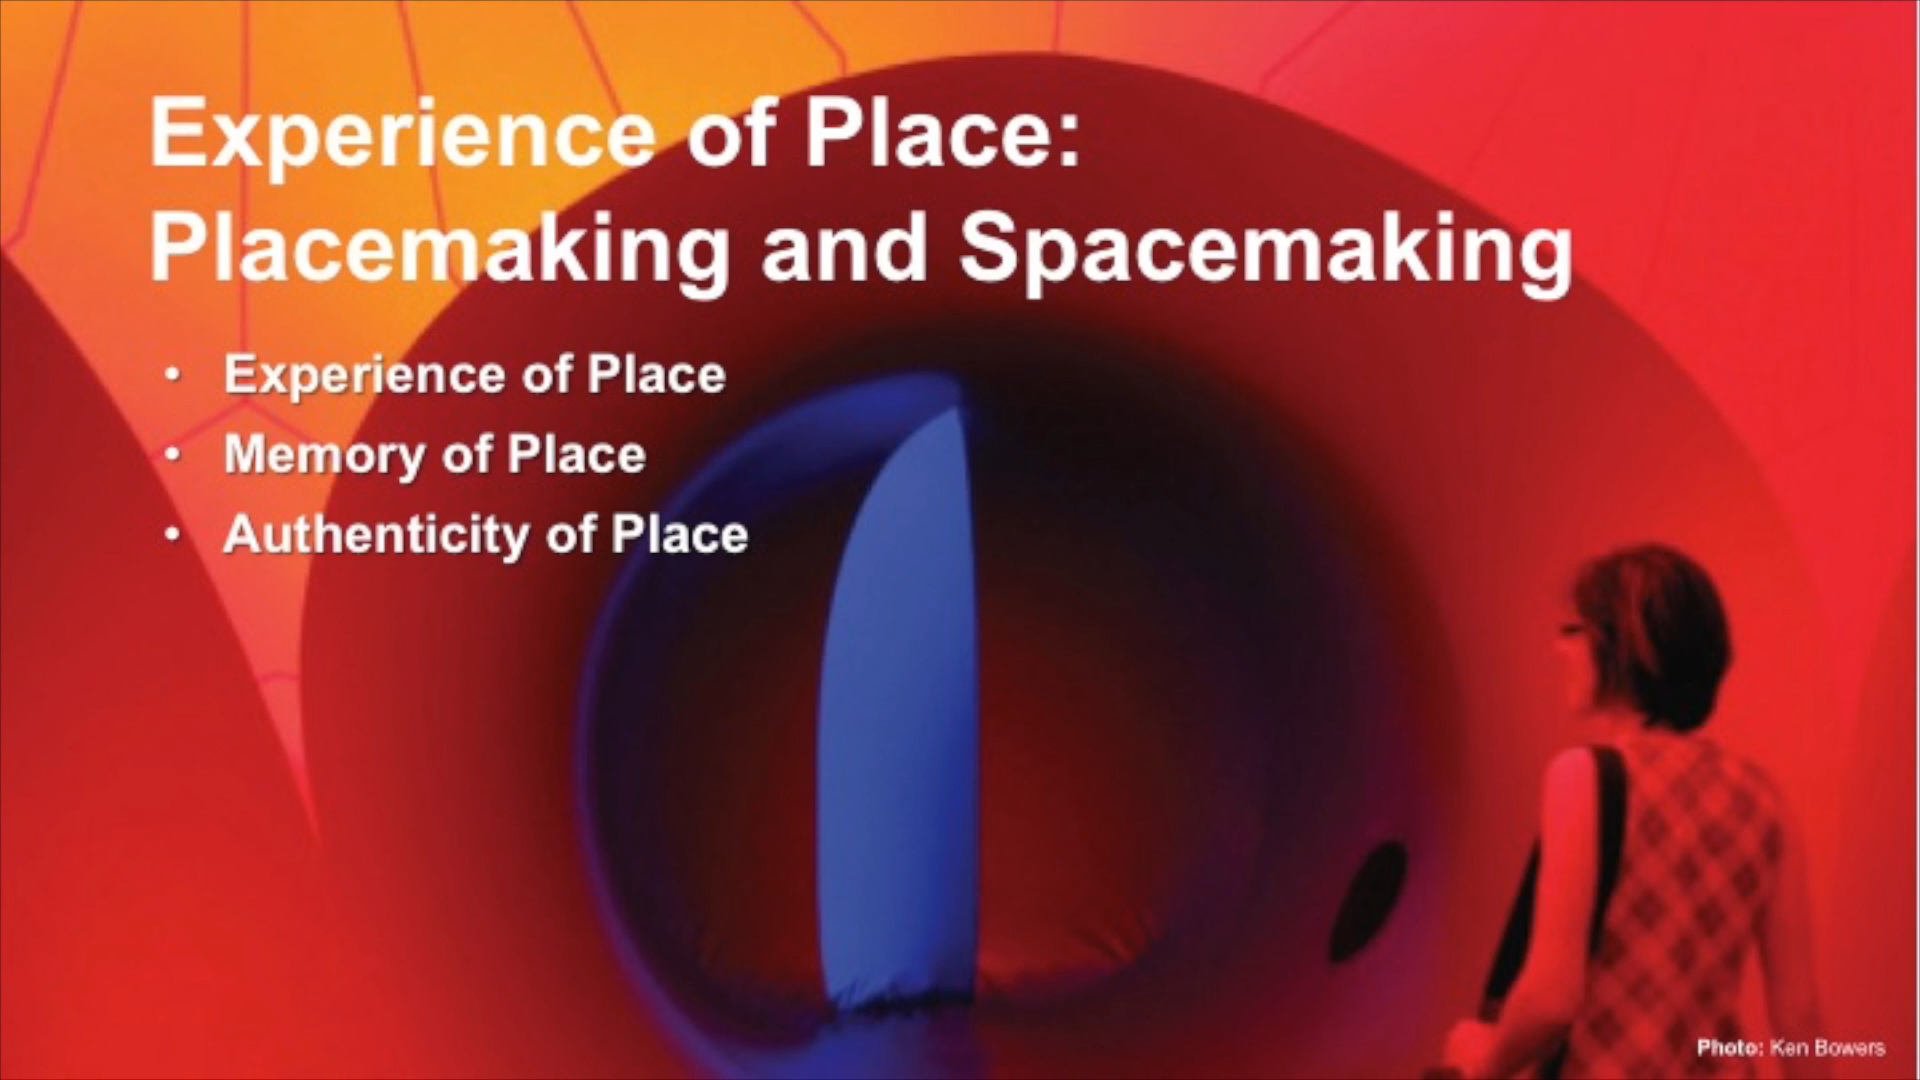 Experience of Place:
Placemaking and Spacemaking
• Experience of Place
• Memory of Place
• Authenticity of Place
Photo: Ken Bowers